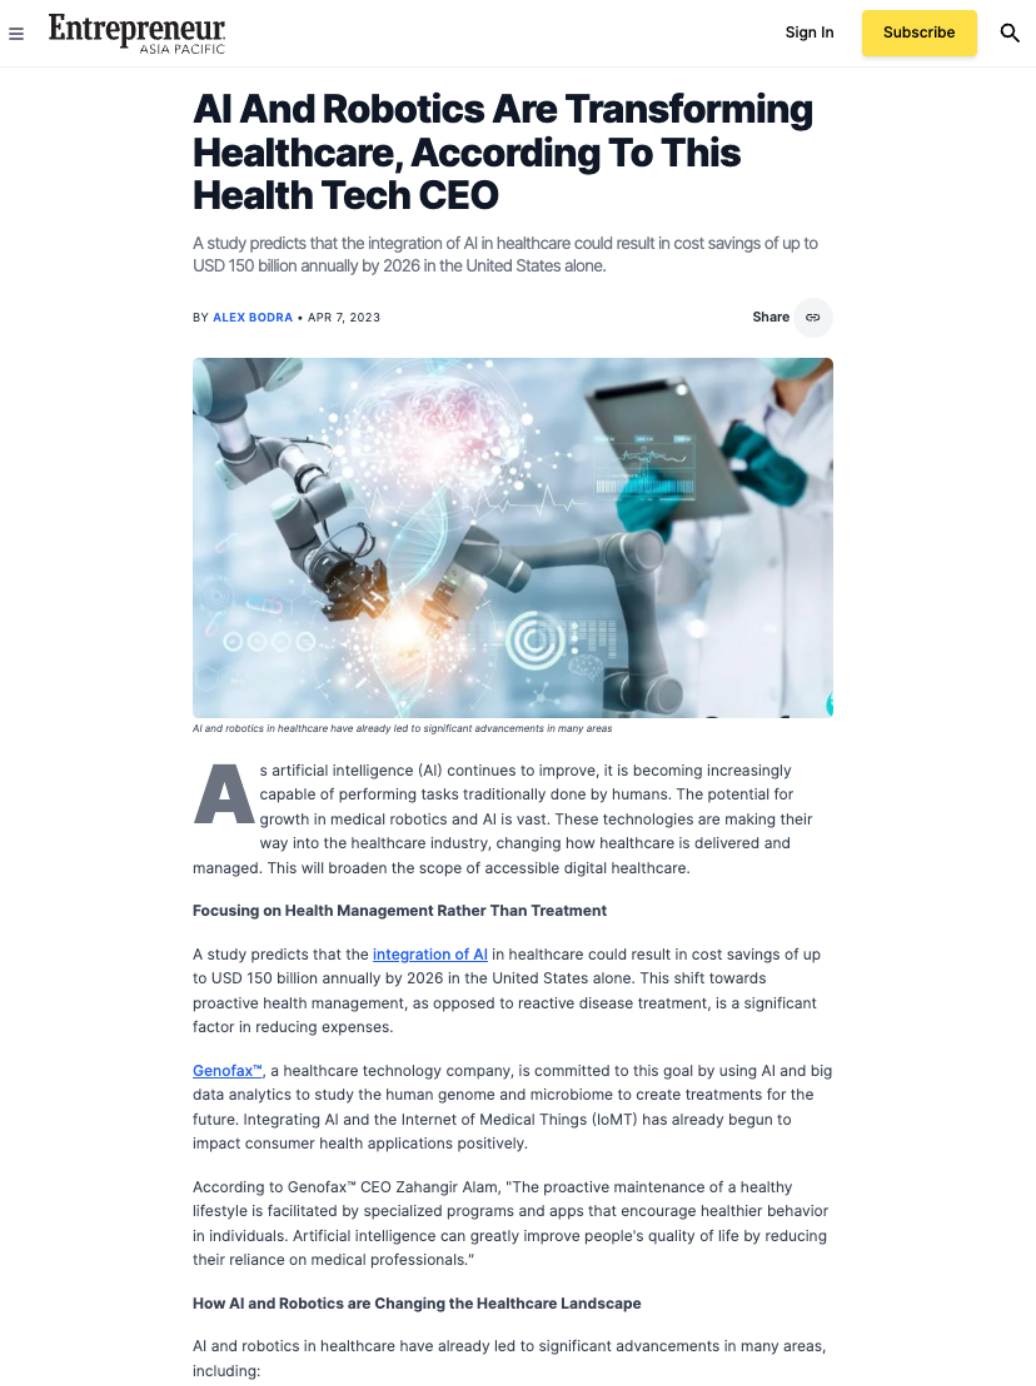 Entrepreneur
ASIA PACIFIC
Sign In
Subscribe
AI And Robotics Are Transforming
Healthcare, According To This
Health Tech CEO
A study predicts that the integration of AI in healthcare could result in cost savings of up to
USD 150 billion annually by 2026 in the United States alone.
BY ALEX BODRA • APR 7, 2023
Share
AI and robotics in healthcare have already led to significant advancements in many areas
As artificial intelligence (AI) continues to improve, it is becoming increasingly
capable of performing tasks traditionally done by humans. The potential for
growth in medical robotics and AI is vast. These technologies are making their
way into the healthcare industry, changing how healthcare is delivered and
managed. This will broaden the scope of accessible digital healthcare.
Focusing on Health Management Rather Than Treatment
A study predicts that the integration of AI in healthcare could result in cost savings of up
to USD 150 billion annually by 2026 in the United States alone. This shift towards
proactive health management, as opposed to reactive disease treatment, is a significant
factor in reducing expenses.
Genofax™, a healthcare technology company, is committed to this goal by using AI and big
data analytics to study the human genome and microbiome to create treatments for the
future. Integrating AI and the Internet of Medical Things (IoMT) has already begun to
impact consumer health applications positively.
According to Genofax™ CEO Zahangir Alam, "The proactive maintenance of a healthy
lifestyle is facilitated by specialized programs and apps that encourage healthier behavior
in individuals. Artificial intelligence can greatly improve people's quality of life by reducing
their reliance on medical professionals."
How AI and Robotics are Changing the Healthcare Landscape
AI and robotics in healthcare have already led to significant advancements in many areas,
including: